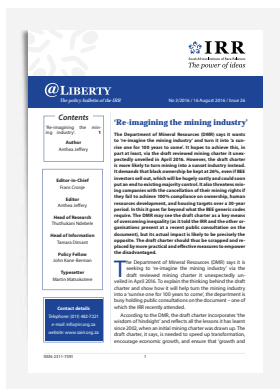 IRR
South African Institute of Race Relations
The power of ideas
@LIBERTY
The policy bulletin of the IRR
No 2/2016 / 16 August 2016 / Issue 26
Contents
'Re-imagining the min-
ing industry' 1
Author
Anthea Jeffery
Editor-in-Chief
Frans Cronje
Editor
Anthea Jeffery
Head of Research
Thuthukani Ndebele
Head of Information
Tamara Dimant
Policy Fellow
John Kane-Berman
Typesetter
Martin Matsokotere
Contact details
Telephone: (011) 482-7221
e-mail: info@irr.org.za
website: www.sairr.org.za
'Re-imagining the mining industry'
The Department of Mineral Resources (DMR) says it wants
to 're-imagine the mining industry' and turn it into 'a sun-
rise one for 100 years to come'. It hopes to achieve this, in
part at least, via the draft reviewed mining charter it unex-
pectedly unveiled in April 2016. However, the draft charter
is more likely to turn mining into a sunset industry instead.
It demands that black ownership be kept at 26%, even if BEE
investors sell out, which will be hugely costly and could soon
put an end to existing majority control. It also threatens min-
ing companies with the cancellation of their mining rights if
they fail to achieve 100% compliance on ownership, human
resources development, and housing targets over a 30-year
period. In this it goes far beyond what the BEE generic codes
require. The DMR may see the draft charter as a key means
of overcoming inequality (as it told the IRR and the other or-
ganisations present at a recent public consultation on the
document), but its actual impact is likely to be precisely the
opposite. The draft charter should thus be scrapped and re-
placed by more practical and effective measures to empower
the disadvantaged.
The Department of Mineral Resources (DMR) says it is
seeking to 're-imagine the mining industry' via the
draft reviewed mining charter it unexpectedly un-
veiled in April 2016. To explain the thinking behind the draft
charter and show how it will help turn the mining industry
into a 'sunrise one for 100 years to come', the department is
busy holding public consultations on the document – one of
which the IRR recently attended.
According to the DMR, the draft charter incorporates 'the
wisdom of hindsight' and reflects all the lessons it has learnt
since 2002, when an initial mining charter was drawn up. The
draft charter, it says, is needed to speed up transformation,
encourage economic growth, and ensure that 'growth and
ISSN 2311-7591
1